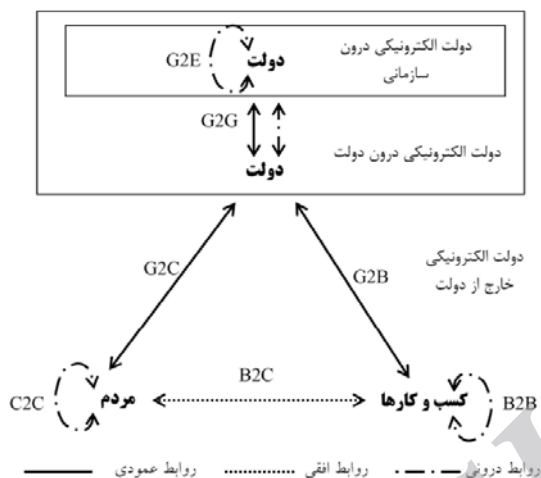 دولت الکترونیکی درون
سازمانی
دولت
G2E
G2G
دولت الکترونیکی درون دولت
دولت
دولت الکترونیکی
خارج از دولت
G2C
G2B
B2C
C2C
مردم
کسب و کارها
B2B
روابط درونی
روابط افقی
روابط عمودی